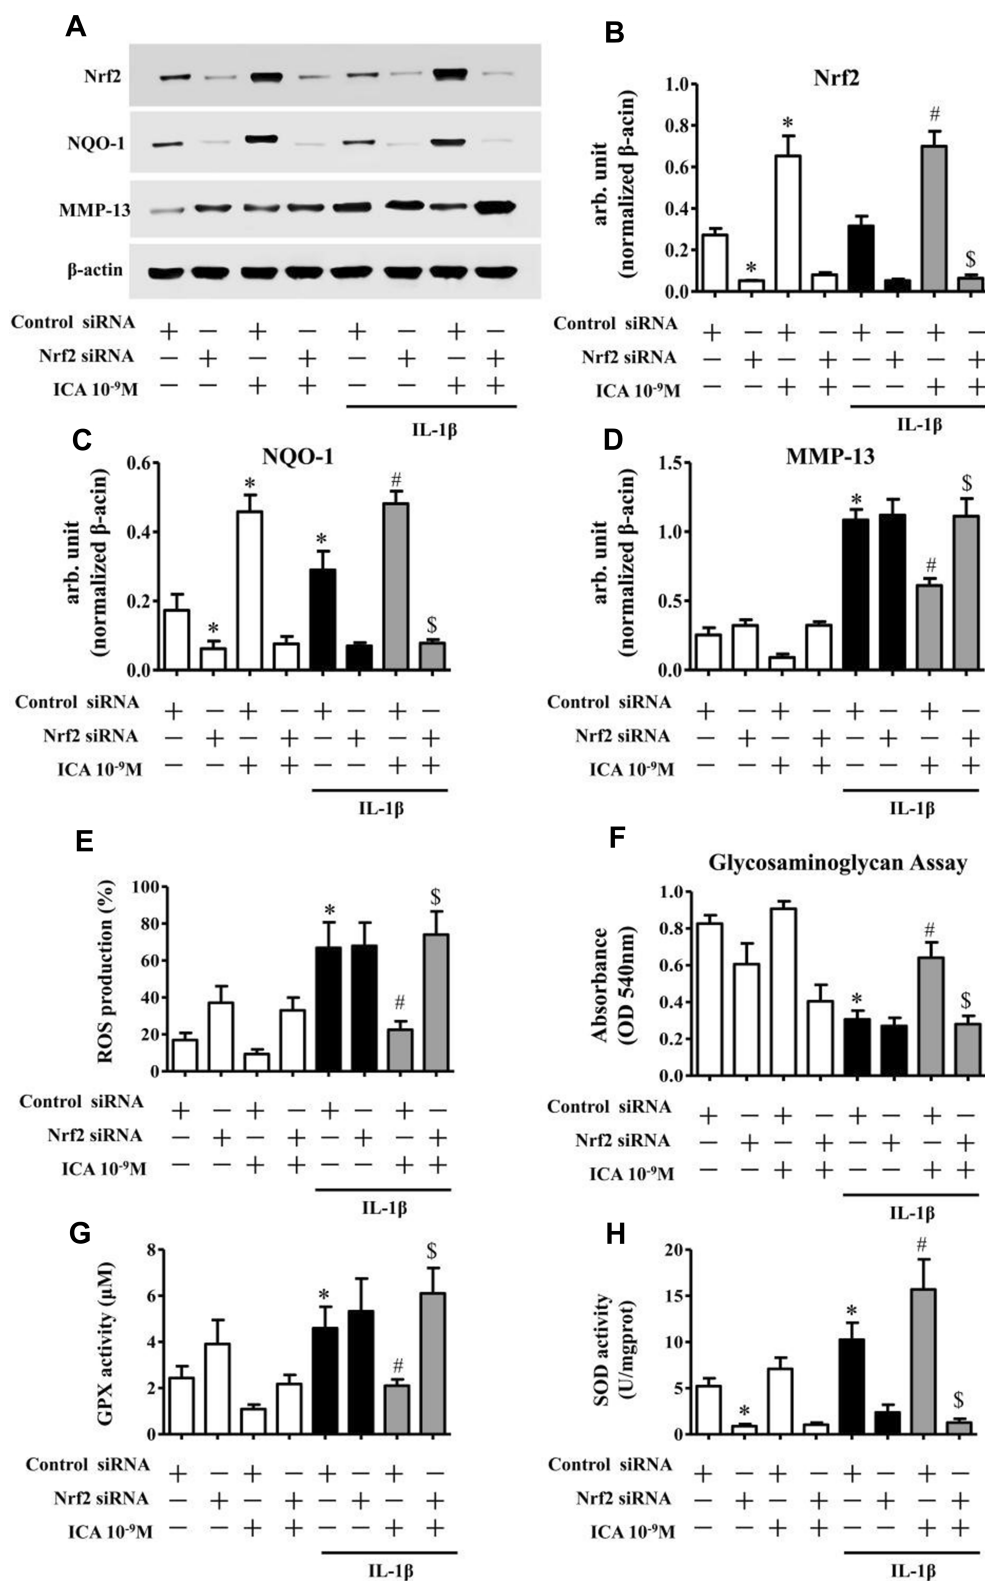 A
Nrf2
NQO-1
MMP-13
β-actin
Control siRNA + – + – + – + –
Nrf2 siRNA – + – + – + – +
ICA 10⁻⁹M – – + + – – + +
IL-1β
B
Nrf2
arb. unit
(normalized β-acin)
1.0
0.8
0.6
0.4
0.2
0.0
* * # $
Control siRNA + – + – + – + –
Nrf2 siRNA – + – + – + – +
ICA 10⁻⁹M – – + + – – + +
IL-1β
C
NQO-1
arb. unit
(normalized β-acin)
0.6
0.4
0.2
0.0
* * * # $
Control siRNA + – + – + – + –
Nrf2 siRNA – + – + – + – +
ICA 10⁻⁹M – – + + – – + +
IL-1β
D
MMP-13
arb. unit
(normalized β-acin)
1.5
1.0
0.5
0.0
* # $
Control siRNA + – + – + – + –
Nrf2 siRNA – + – + – + – +
ICA 10⁻⁹M – – + + – – + +
IL-1β
E
ROS production (%)
100
80
60
40
20
0
* # $
Control siRNA + – + – + – + –
Nrf2 siRNA – + – + – + – +
ICA 10⁻⁹M – – + + – – + +
IL-1β
F
Glycosaminoglycan Assay
Absorbance
(OD 540nm)
1.0
0.8
0.6
0.4
0.2
0.0
* # $
Control siRNA + – + – + – + –
Nrf2 siRNA – + – + – + – +
ICA 10⁻⁹M – – + + – – + +
IL-1β
G
GPX activity (μM)
8
6
4
2
0
* # $
Control siRNA + – + – + – + –
Nrf2 siRNA – + – + – + – +
ICA 10⁻⁹M – – + + – – + +
IL-1β
H
SOD activity
(U/mgprot)
20
15
10
5
0
* * # $
Control siRNA + – + – + – + –
Nrf2 siRNA – + – + – + – +
ICA 10⁻⁹M – – + + – – + +
IL-1β